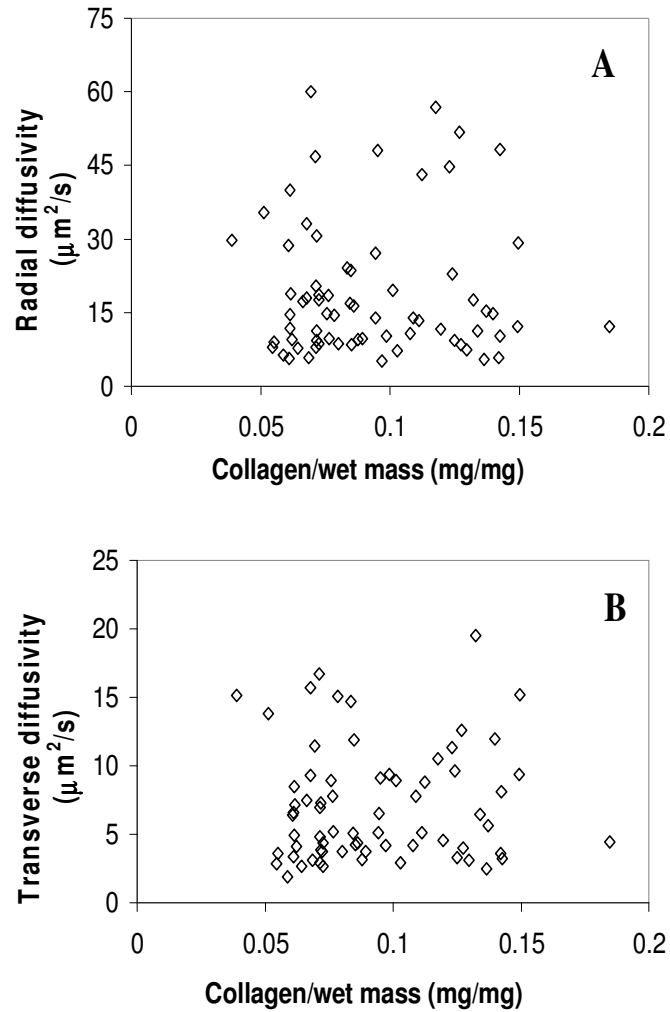 75
60
45
30
15
0
A
Radial diffusivity
(μm²/s)
0 0.05 0.1 0.15 0.2
Collagen/wet mass (mg/mg)
25
20
15
10
5
0
B
Transverse diffusivity
(μm²/s)
0 0.05 0.1 0.15 0.2
Collagen/wet mass (mg/mg)